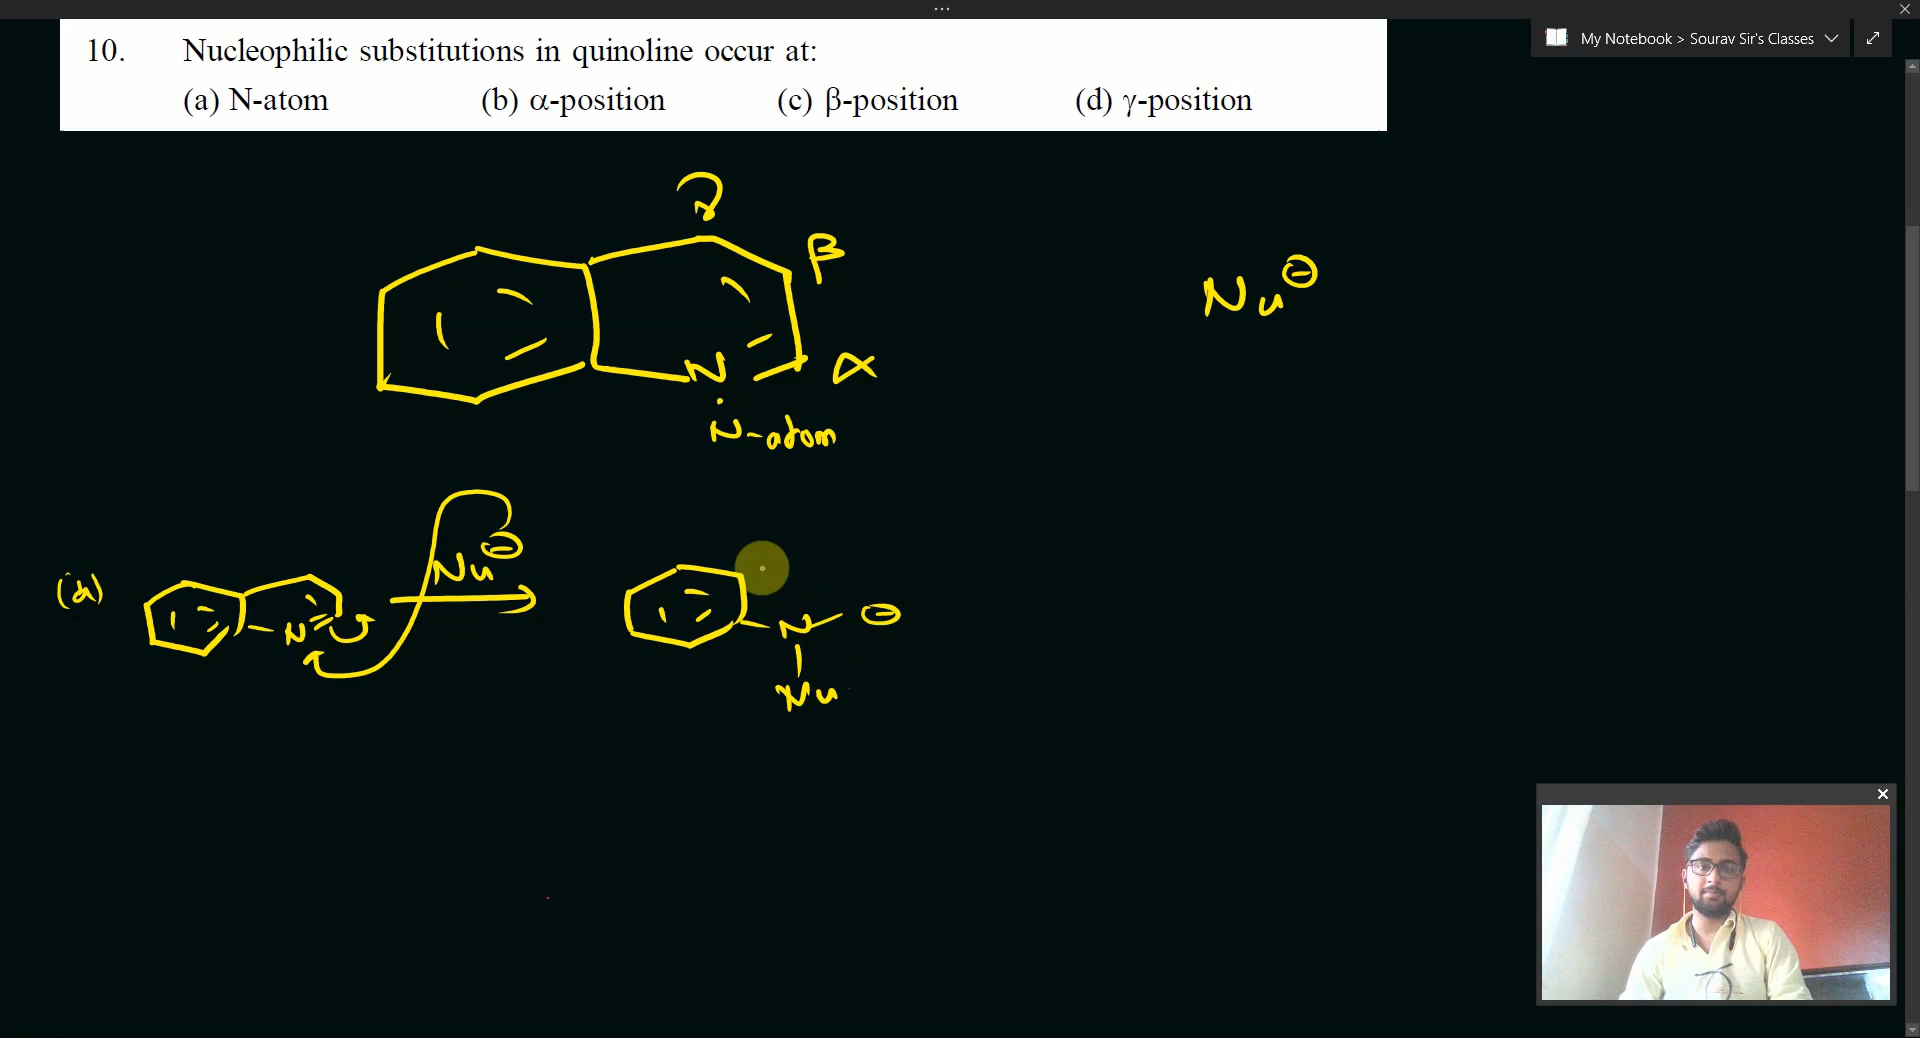 My Notebook > Sourav Sir's Classes
10. Nucleophilic substitutions in quinoline occur at:
(a) N-atom (b) α-position (c) β-position (d) γ-position
γ
β
Nu⊖
N
α
N-atom
Nu⊖
(a)
N
N ⊖
Nu